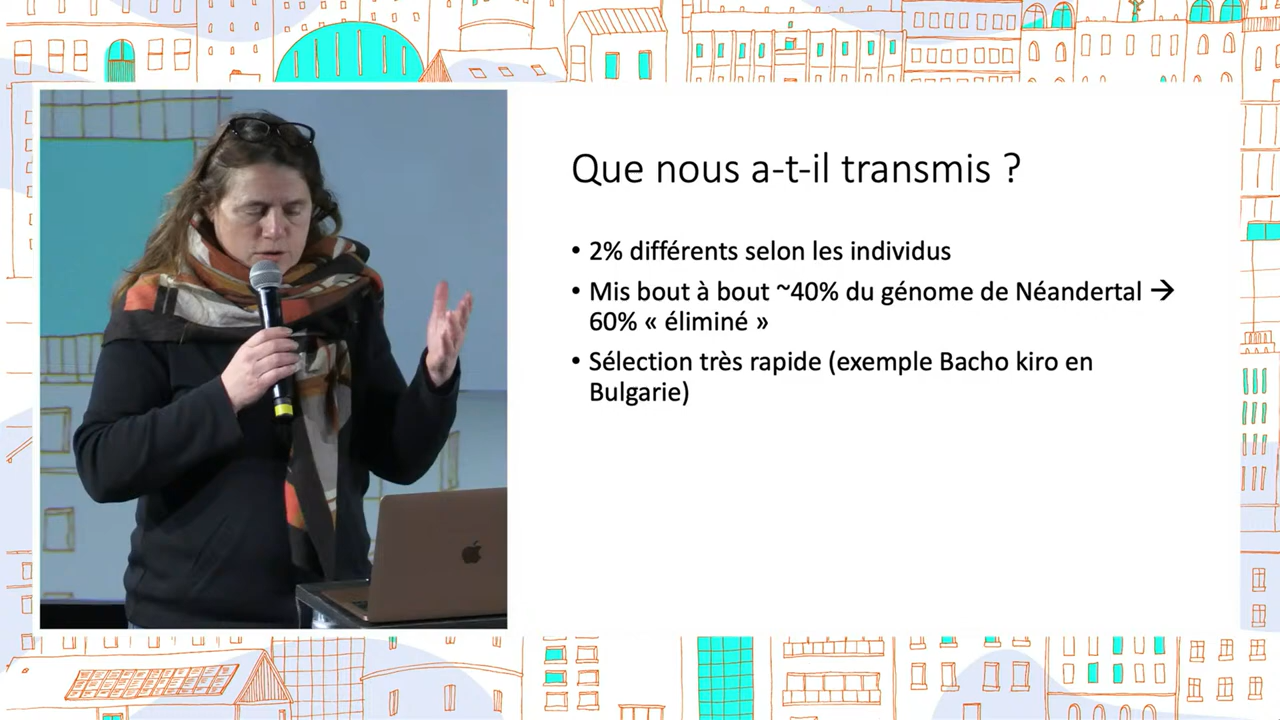 Que nous a-t-il transmis ?
• 2% différents selon les individus
• Mis bout à bout ~40% du génome de Néandertal →
60% « éliminé »
• Sélection très rapide (exemple Bacho kiro en
Bulgarie)